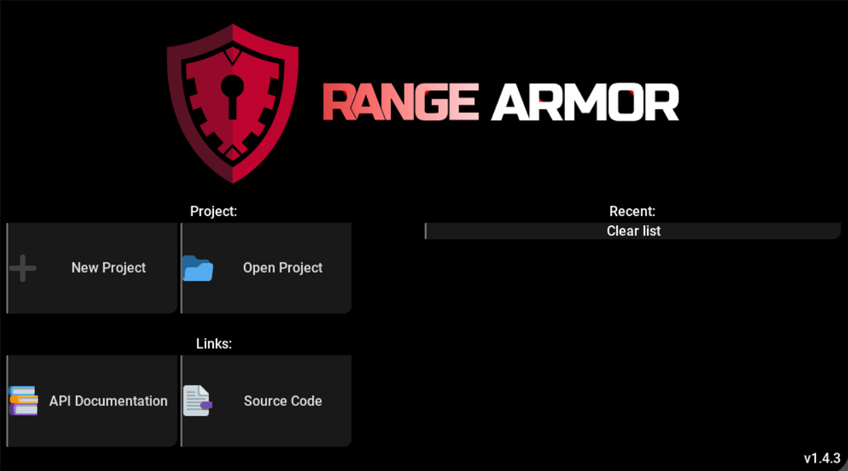 RANGE ARMOR
Project:
New Project
Open Project
Links:
API Documentation
Source Code
Recent:
Clear list
v1.4.3